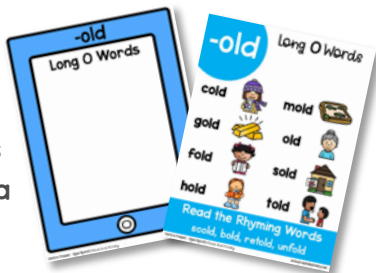 -old
Long O Words
s
a
-old
Long O Words
cold
gold
fold
hold
mold
old
sold
told
Read the Rhyming Words
scold, bold, retold, unfold